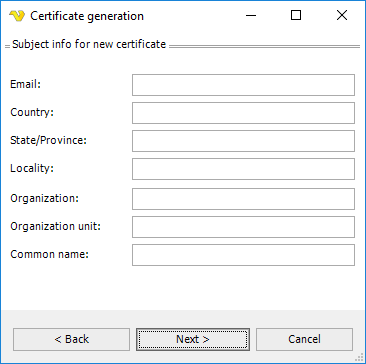 Certificate generation
Subject info for new certificate
Email:
Country:
State/Province:
Locality:
Organization:
Organization unit:
Common name:
< Back Next > Cancel